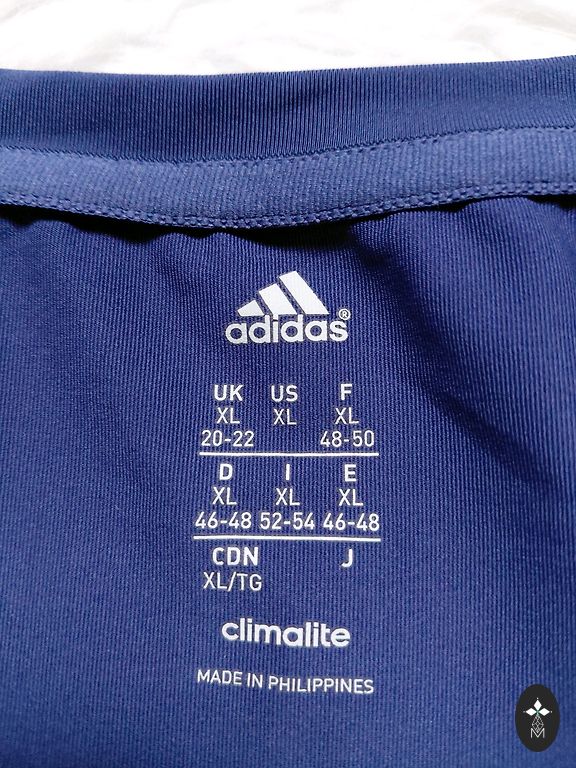 adidas®
UK US F
XL XL XL
20-22 48-50
D I E
XL XL XL
46-48 52-54 46-48
CDN J
XL/TG
climalite
MADE IN PHILIPPINES
M